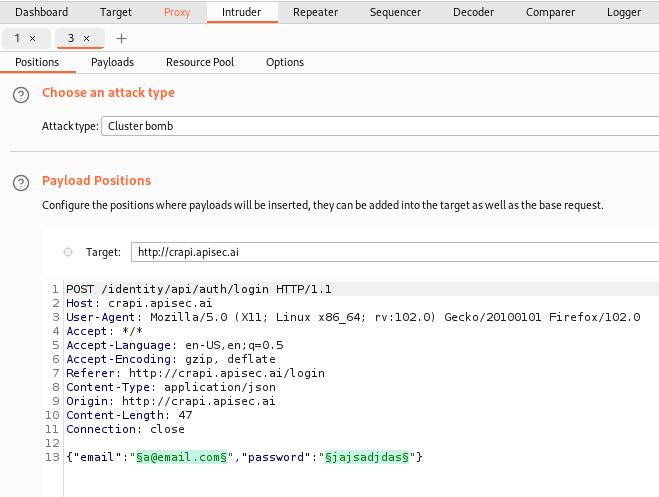 Dashboard Target Proxy Intruder Repeater Sequencer Decoder Comparer Logger
1 × 3 × +
Positions Payloads Resource Pool Options
? Choose an attack type
Attack type: Cluster bomb
? Payload Positions
Configure the positions where payloads will be inserted, they can be added into the target as well as the base request.
Target: http://crapi.apisec.ai
1 POST /identity/api/auth/login HTTP/1.1
2 Host: crapi.apisec.ai
3 User-Agent: Mozilla/5.0 (X11; Linux x86_64; rv:102.0) Gecko/20100101 Firefox/102.0
4 Accept: */*
5 Accept-Language: en-US,en;q=0.5
6 Accept-Encoding: gzip, deflate
7 Referer: http://crapi.apisec.ai/login
8 Content-Type: application/json
9 Origin: http://crapi.apisec.ai
10 Content-Length: 47
11 Connection: close
12
13 {"email":"§a@email.com§","password":"§jajsadjdas§"}